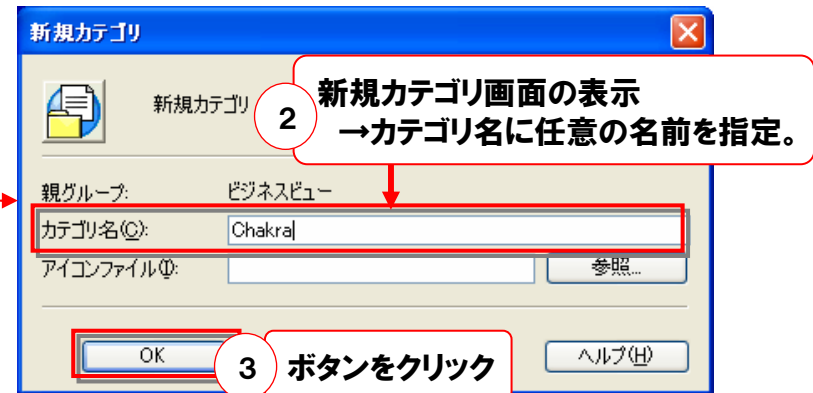 新規カテゴリ
新規カテゴリ
2
新規カテゴリ画面の表示
→カテゴリ名に任意の名前を指定。
親グループ: ビジネスビュー
カテゴリ名(C): Chakra
アイコンファイル(I): 参照...
OK
3
ボタンをクリック
ヘルプ(H)